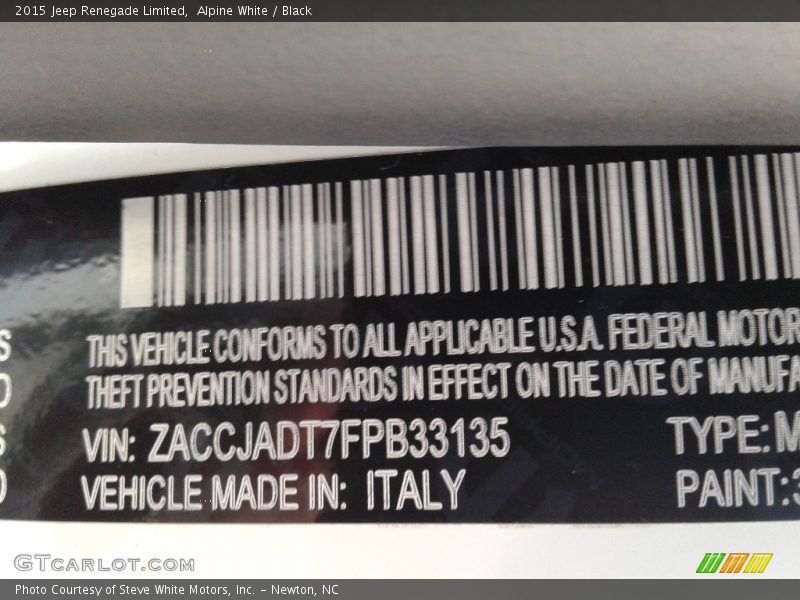 2015 Jeep Renegade Limited,  Alpine White / Black
THIS VEHICLE CONFORMS TO ALL APPLICABLE U.S.A. FEDERAL MOTOR
THEFT PREVENTION STANDARDS IN EFFECT ON THE DATE OF MANUFA
VIN: ZACCJADT7FPB33135
TYPE: M
VEHICLE MADE IN: ITALY
PAINT: 3
GTCARLOT.COM
Photo Courtesy of Steve White Motors, Inc. – Newton, NC